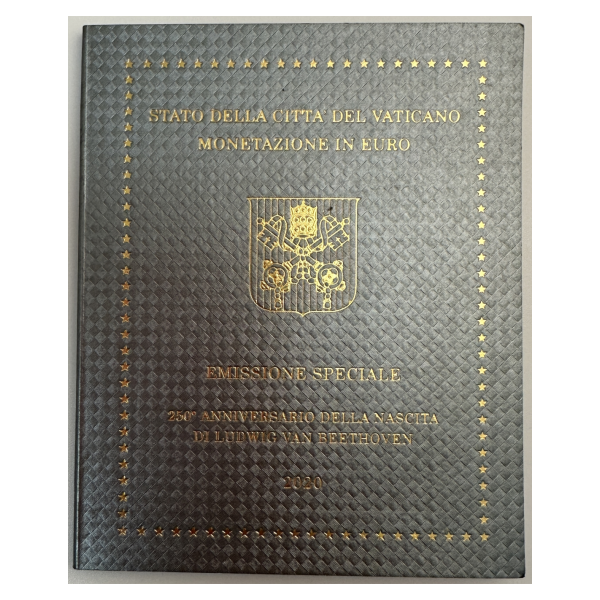 STATO DELLA CITTA' DEL VATICANO
MONETAZIONE IN EURO
EMISSIONE SPECIALE
250° ANNIVERSARIO DELLA NASCITA
DI LUDWIG VAN BEETHOVEN
2020